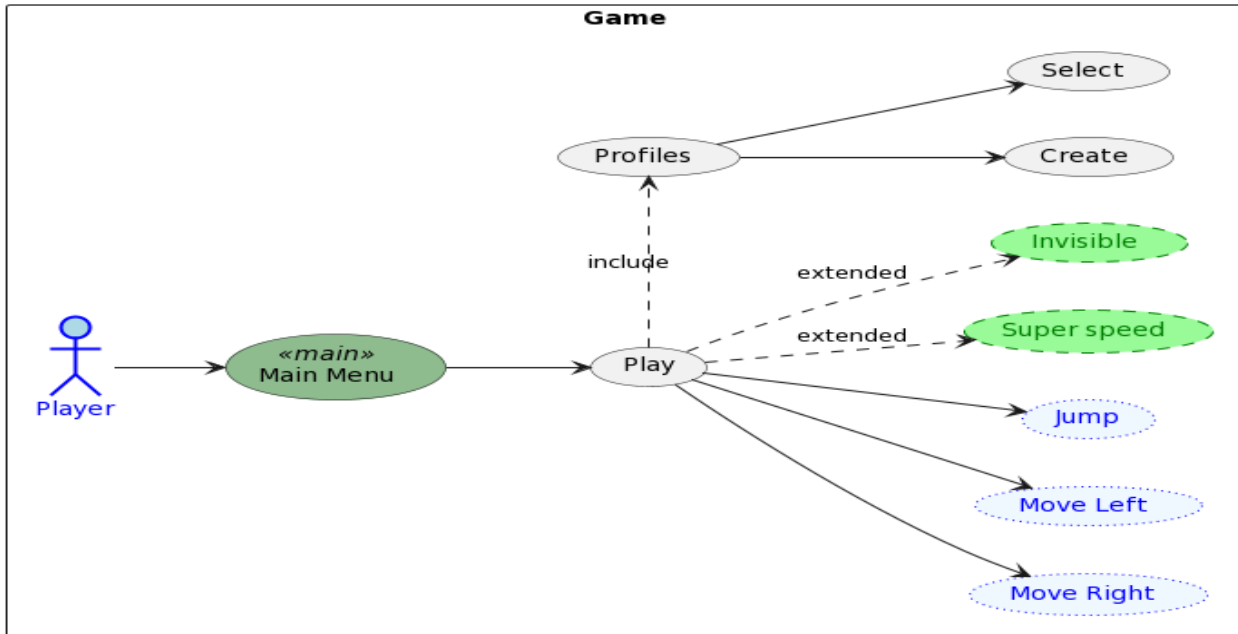 Game
Select
Profiles
Create
Invisible
extended
include
Super speed
extended
«main»
Main Menu
Play
Player
Jump
Move Left
Move Right